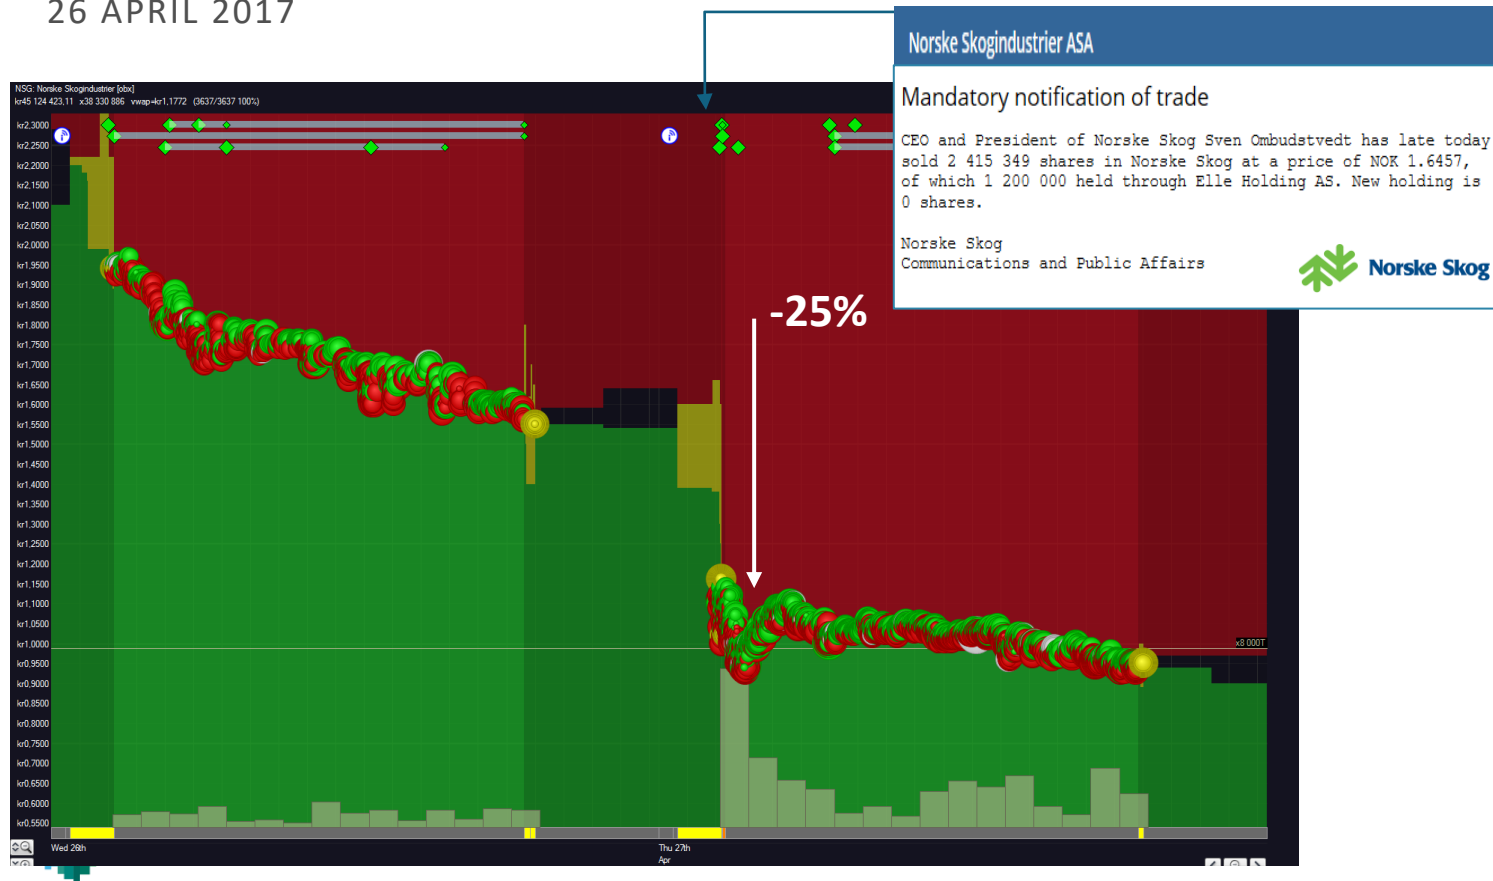 26 APRIL 2017
Norske Skogindustrier ASA
Mandatory notification of trade
CEO and President of Norske Skog Sven Ombudstvedt has late today
sold 2 415 349 shares in Norske Skog at a price of NOK 1.6457,
of which 1 200 000 held through Elle Holding AS. New holding is
0 shares.
Norske Skog
Communications and Public Affairs
Norske Skog
NSG: Norske Skogindustrier [obx]
kr45 124 423,11 x38 330 886 vwap=kr1,1772 (3637/3637 100%)
kr2,3000
kr2,2500
kr2,2000
kr2,1500
kr2,1000
kr2,0500
kr2,0000
kr1,9500
kr1,9000
kr1,8500
kr1,8000
kr1,7500
kr1,7000
kr1,6500
kr1,6000
kr1,5500
kr1,5000
kr1,4500
kr1,4000
kr1,3500
kr1,3000
kr1,2500
kr1,2000
kr1,1500
kr1,1000
kr1,0500
kr1,0000
kr0,9500
kr0,9000
kr0,8500
kr0,8000
kr0,7500
kr0,7000
kr0,6500
kr0,6000
kr0,5500
-25%
x8 000T
Wed 26th
Thu 27th
Apr